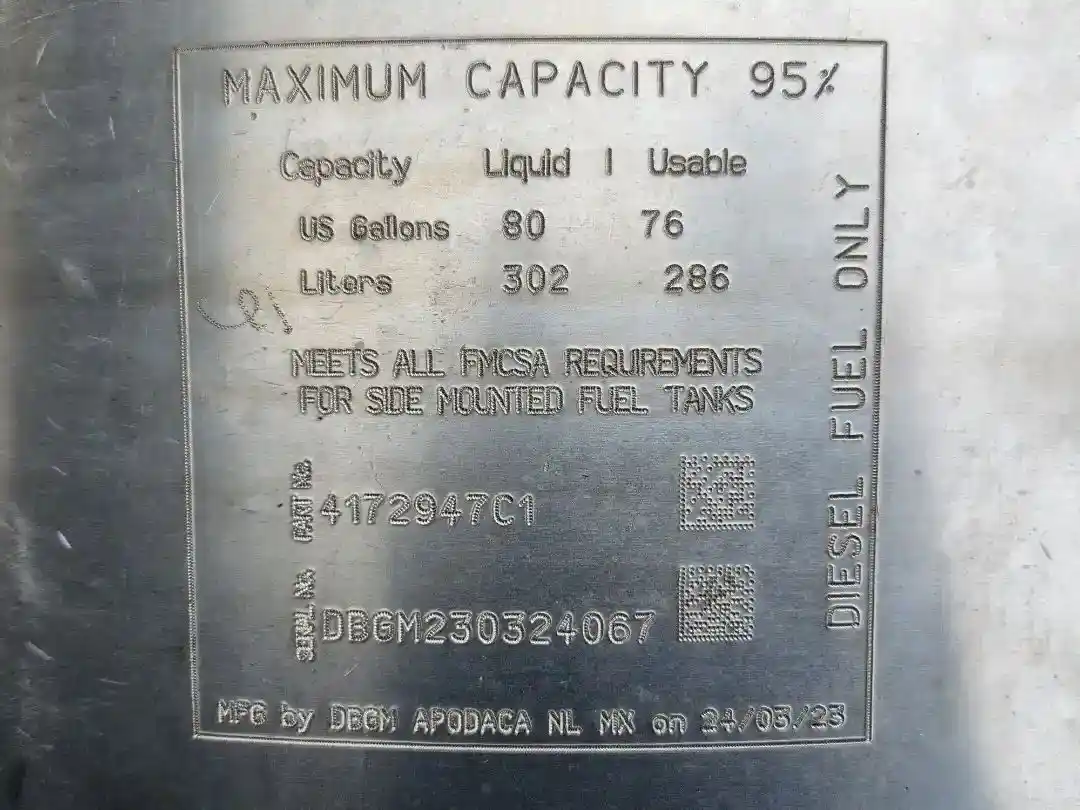 MAXIMUM CAPACITY 95%
Capacity Liquid | Usable
US Gallons 80 76
Liters 302 286
MEETS ALL FMCSA REQUIREMENTS
FOR SIDE MOUNTED FUEL TANKS
PART No. 4172947C1
SERIAL No. DBGM230324067
MFG by DBGM APODACA NL MX on 24/03/23
DIESEL FUEL ONLY